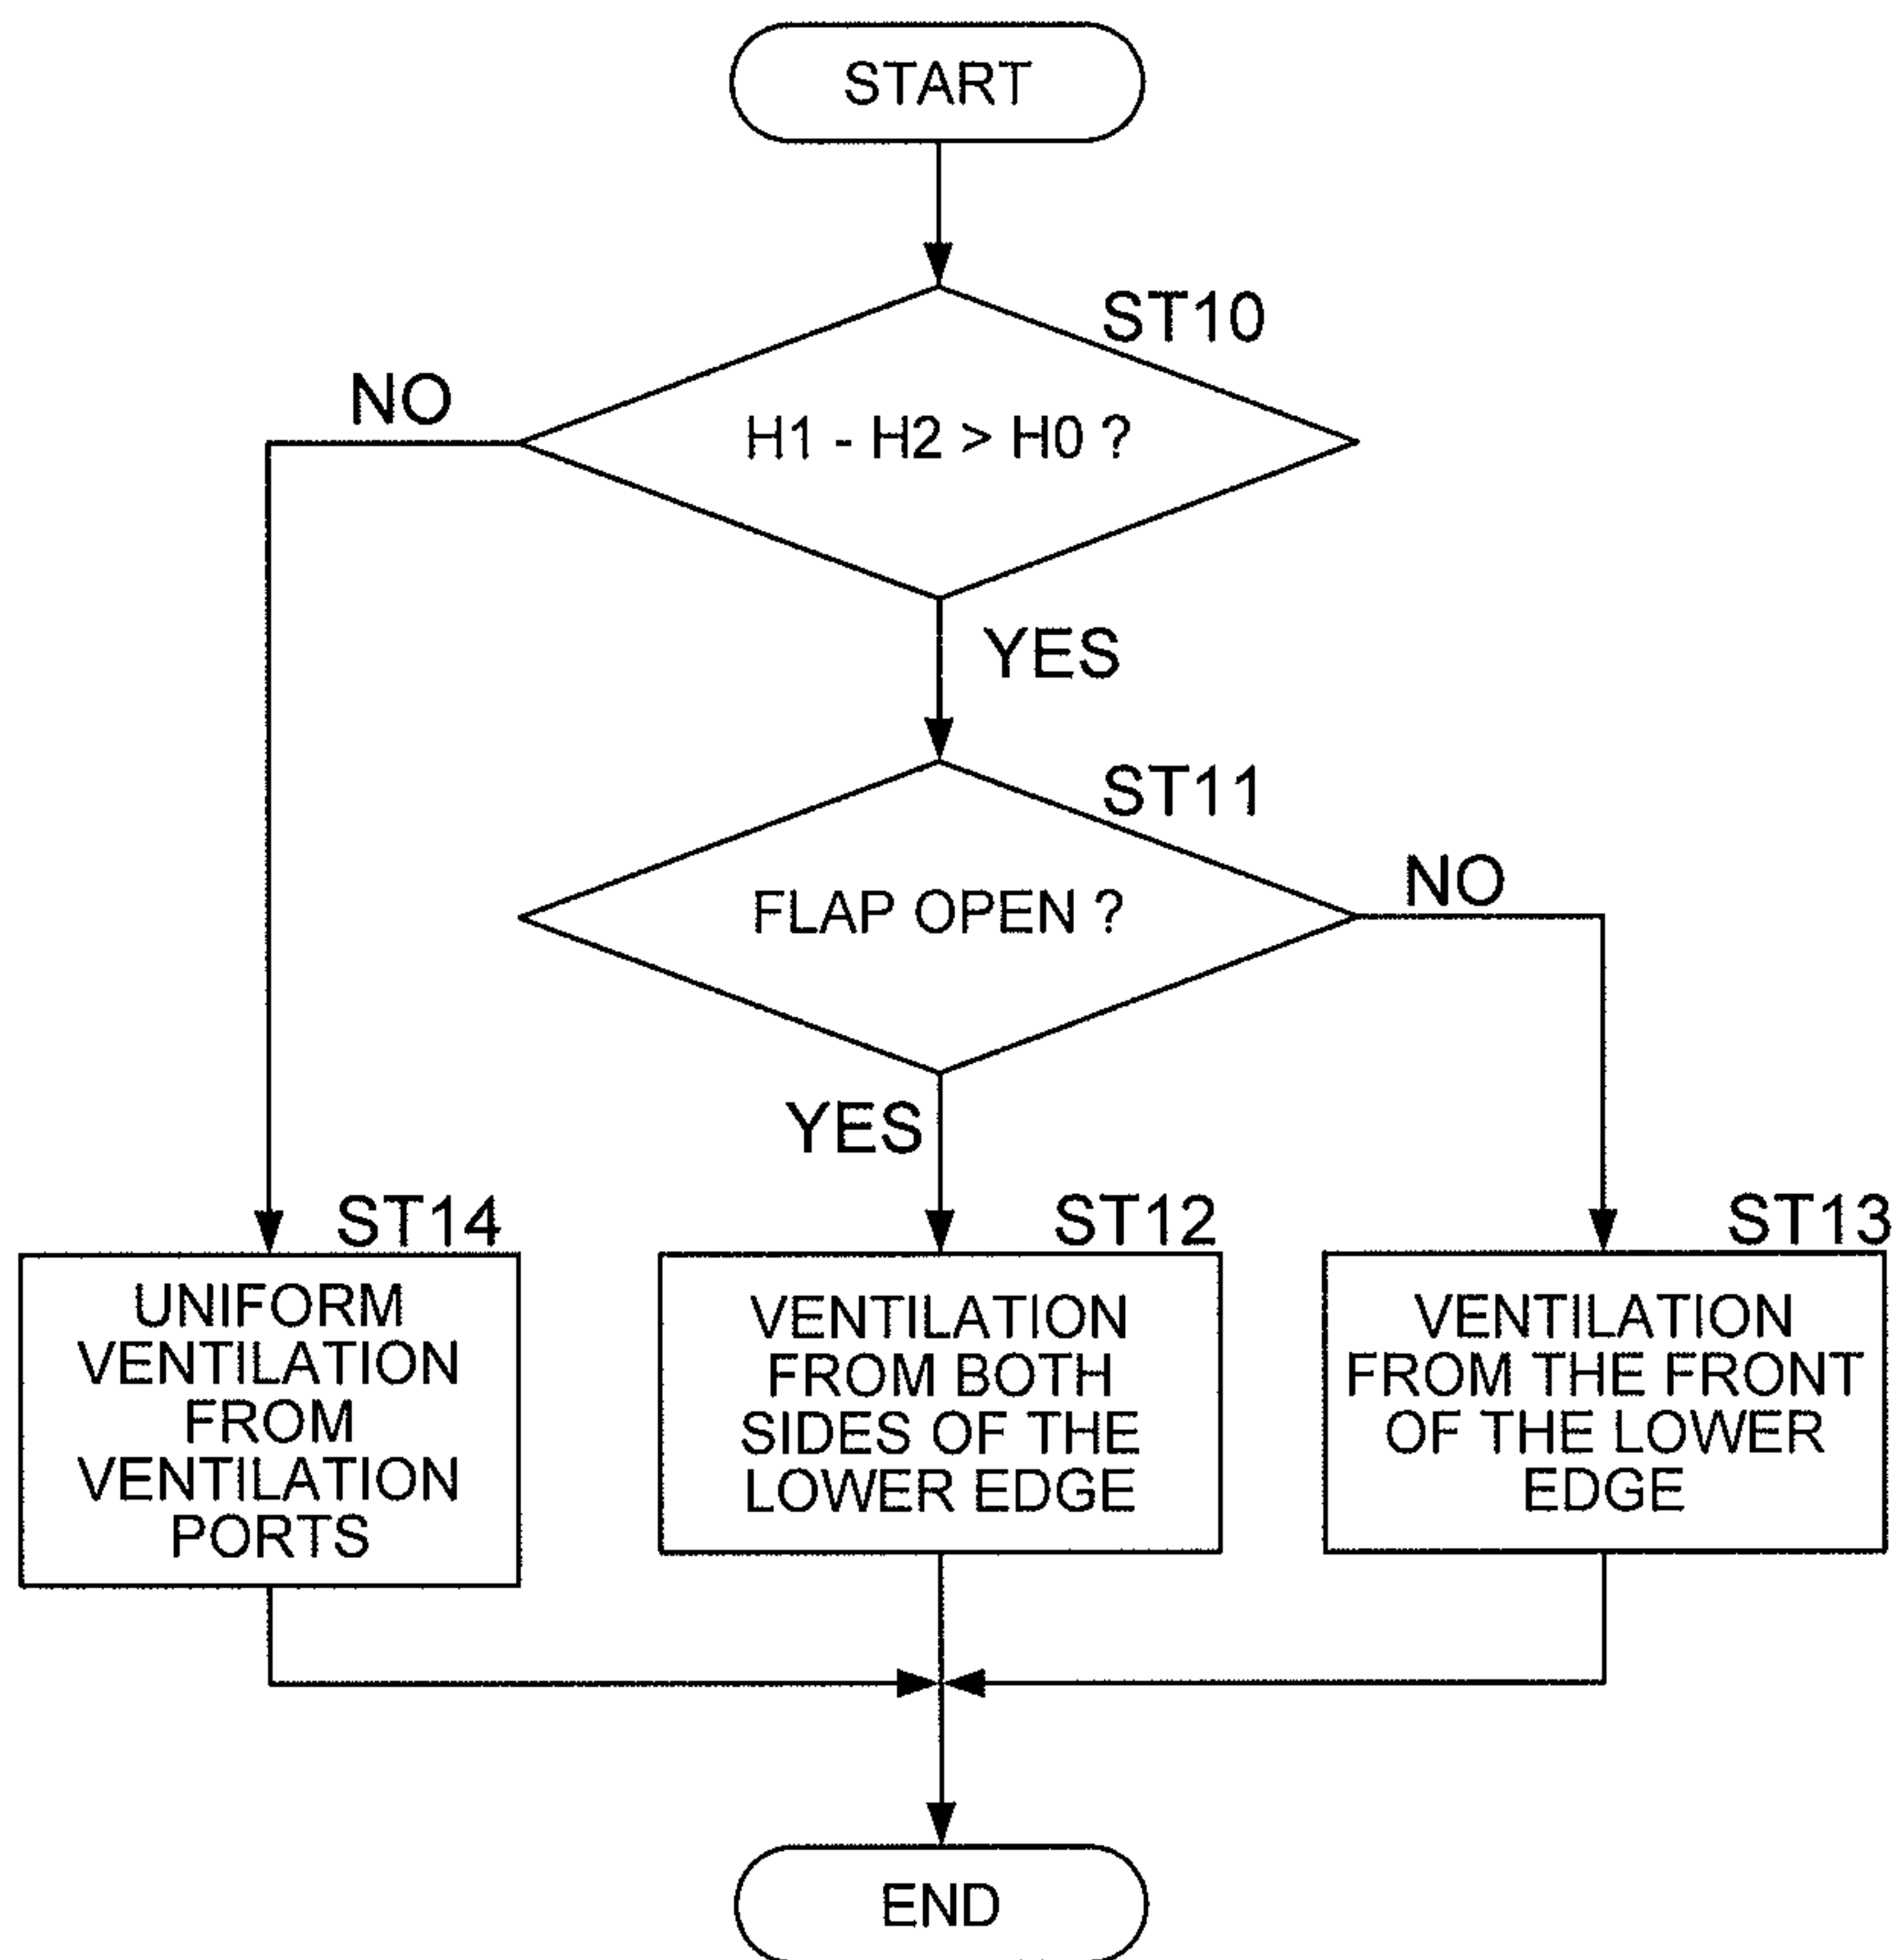 START
ST10
NO
H1 - H2 > H0 ?
YES
ST11
NO
FLAP OPEN ?
YES
ST14
ST12
ST13
UNIFORM
VENTILATION
FROM
VENTILATION
PORTS
VENTILATION
FROM BOTH
SIDES OF THE
LOWER EDGE
VENTILATION
FROM THE FRONT
OF THE LOWER
EDGE
END